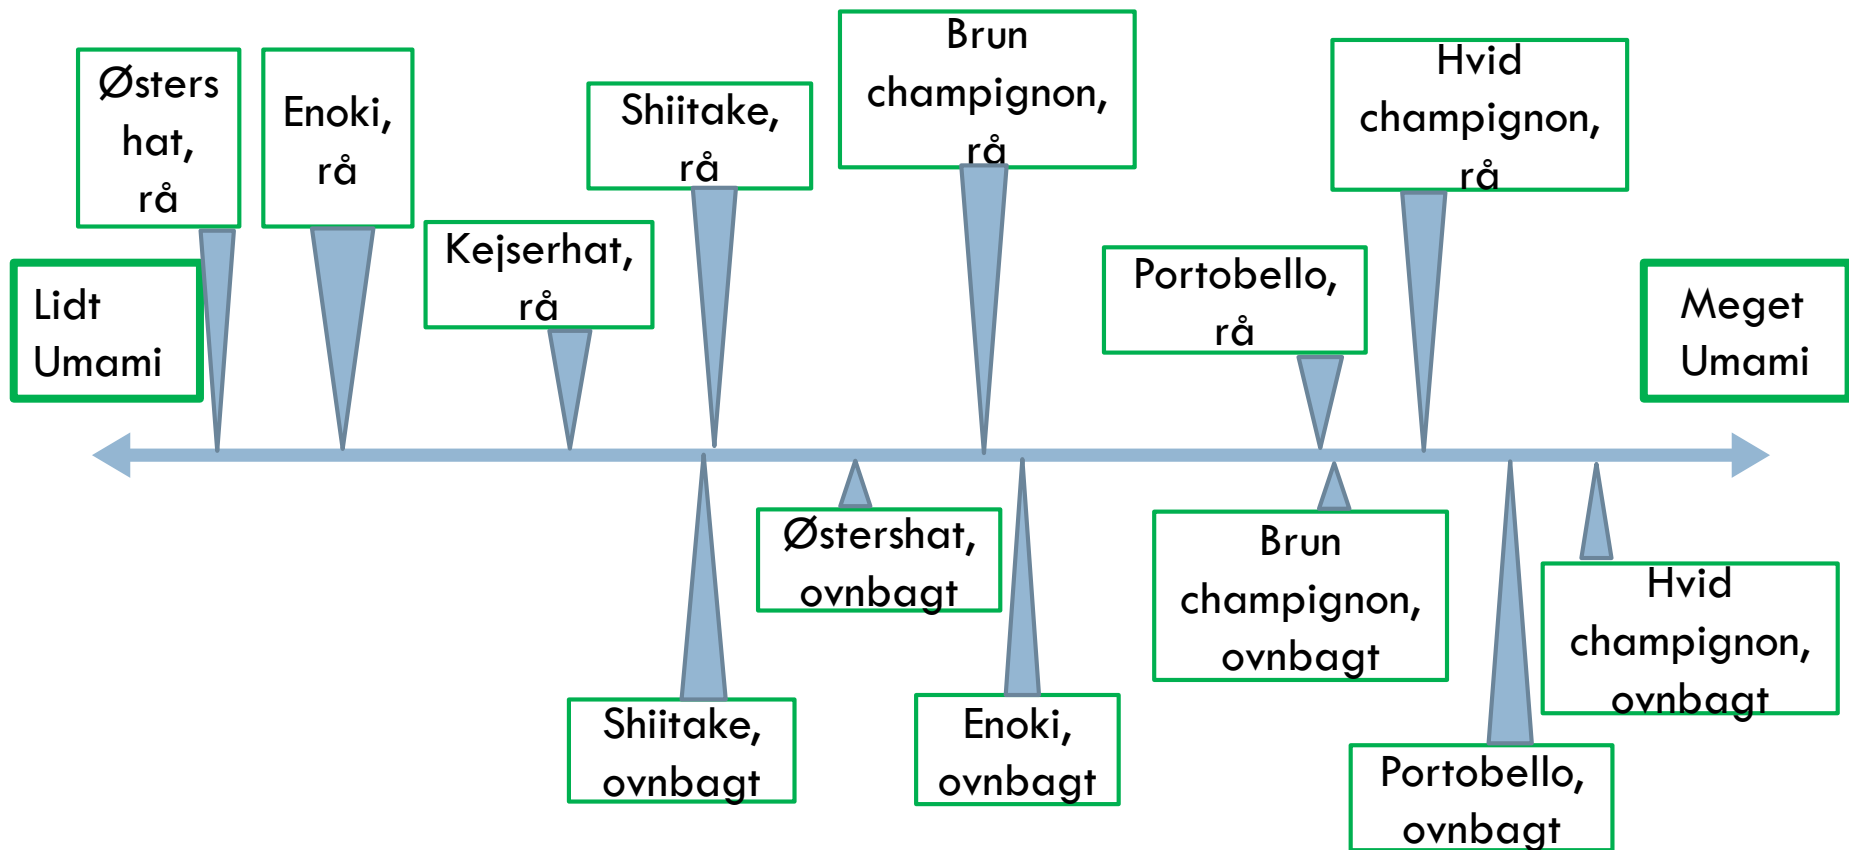 Østers
hat,
rå
Enoki,
rå
Kejserhat,
rå
Shiitake,
rå
Brun
champignon,
rå
Portobello,
rå
Hvid
champignon,
rå
Lidt
Umami
Meget
Umami
Shiitake,
ovnbagt
Østershat,
ovnbagt
Enoki,
ovnbagt
Brun
champignon,
ovnbagt
Portobello,
ovnbagt
Hvid
champignon,
ovnbagt